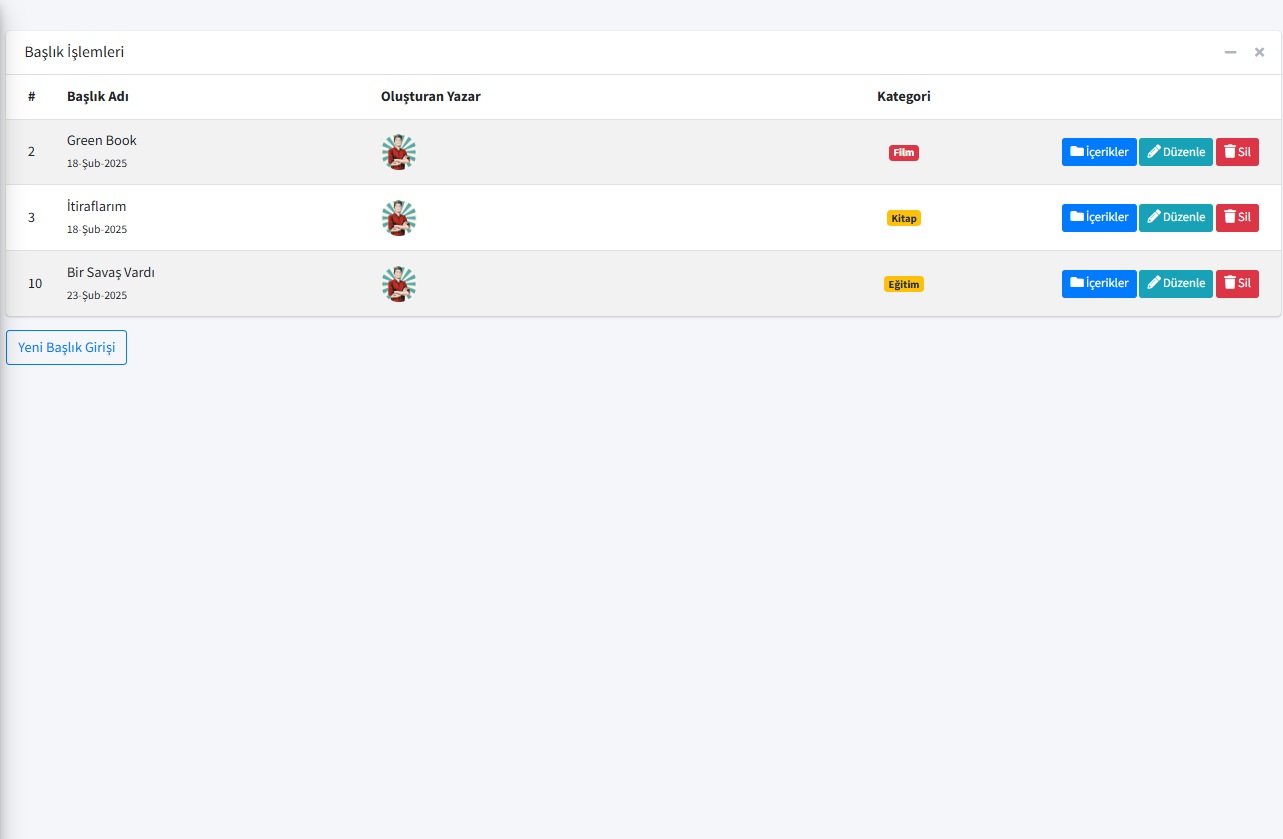 Başlık İşlemleri
# Başlık Adı Oluşturan Yazar Kategori
2 Green Book Film İçerikler Düzenle Sil
18-Şub-2025
3 İtiraflarım Kitap İçerikler Düzenle Sil
18-Şub-2025
10 Bir Savaş Vardı Eğitim İçerikler Düzenle Sil
23-Şub-2025
Yeni Başlık Girişi